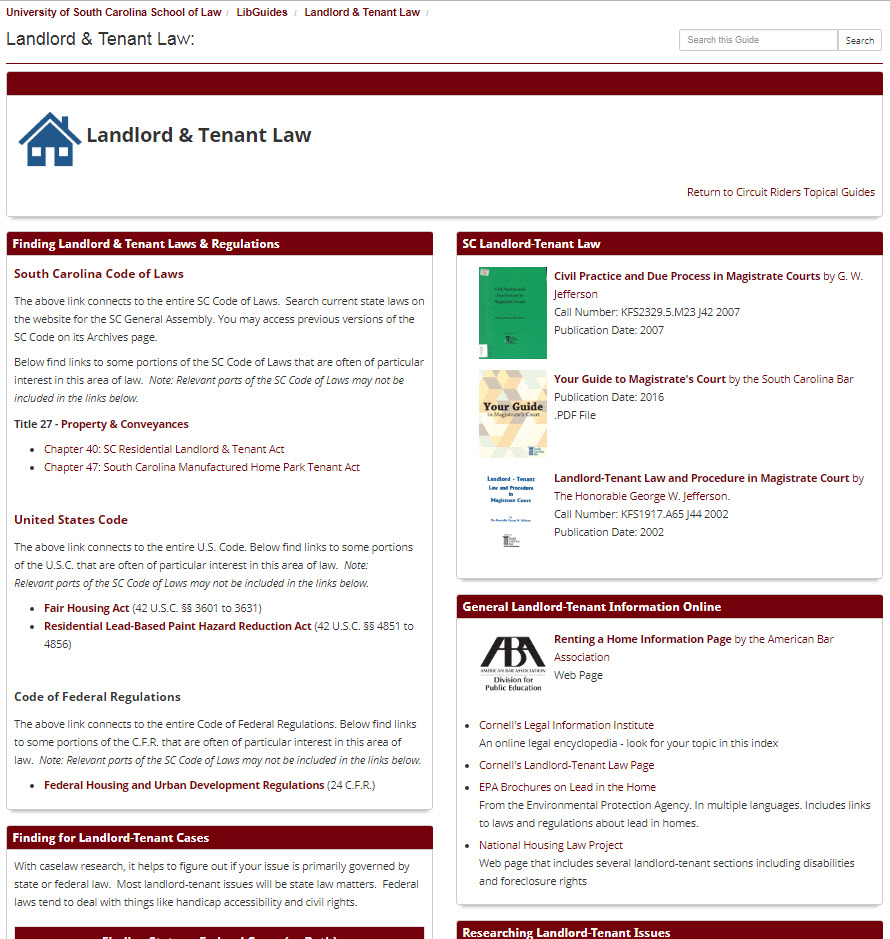 University of South Carolina School of Law / LibGuides / Landlord & Tenant Law /
Landlord & Tenant Law:
Search this Guide
Search
Landlord & Tenant Law
Return to Circuit Riders Topical Guides
Finding Landlord & Tenant Laws & Regulations
South Carolina Code of Laws
The above link connects to the entire SC Code of Laws. Search current state laws on
the website for the SC General Assembly. You may access previous versions of the
SC Code on its Archives page.
Below find links to some portions of the SC Code of Laws that are often of particular
interest in this area of law. Note: Relevant parts of the SC Code of Laws may not be
included in the links below.
Title 27 - Property & Conveyances
• Chapter 40: SC Residential Landlord & Tenant Act
• Chapter 47: South Carolina Manufactured Home Park Tenant Act
United States Code
The above link connects to the entire U.S. Code. Below find links to some portions
of the U.S.C. that are often of particular interest in this area of law. Note:
Relevant parts of the SC Code of Laws may not be included in the links below.
• Fair Housing Act (42 U.S.C. §§ 3601 to 3631)
• Residential Lead-Based Paint Hazard Reduction Act (42 U.S.C. §§ 4851 to
4856)
Code of Federal Regulations
The above link connects to the entire Code of Federal Regulations. Below find links
to some portions of the C.F.R. that are often of particular interest in this area of
law. Note: Relevant parts of the SC Code of Laws may not be included in the links below.
• Federal Housing and Urban Development Regulations (24 C.F.R.)
Finding for Landlord-Tenant Cases
With caselaw research, it helps to figure out if your issue is primarily governed by
state or federal law. Most landlord-tenant issues will be state law matters. Federal
laws tend to deal with things like handicap accessibility and civil rights.
SC Landlord-Tenant Law
Civil Practice and
Due Process in
Magistrate Courts
Civil Practice and Due Process in Magistrate Courts by G. W.
Jefferson
Call Number: KFS2329.5.M23 J42 2007
Publication Date: 2007
Your Guide
to Magistrate's Court
Your Guide to Magistrate's Court by the South Carolina Bar
Publication Date: 2016
.PDF File
Landlord - Tenant
Law and Procedure
in
Magistrate Court
Landlord-Tenant Law and Procedure in Magistrate Court by
The Honorable George W. Jefferson.
Call Number: KFS1917.A65 J44 2002
Publication Date: 2002
General Landlord-Tenant Information Online
ABA
AMERICAN BAR ASSOCIATION
Division for
Public Education
Renting a Home Information Page by the American Bar
Association
Web Page
• Cornell's Legal Information Institute
An online legal encyclopedia - look for your topic in this index
• Cornell's Landlord-Tenant Law Page
• EPA Brochures on Lead in the Home
From the Environmental Protection Agency. In multiple languages. Includes links
to laws and regulations about lead in homes.
• National Housing Law Project
Web page that includes several landlord-tenant sections including disabilities
and foreclosure rights
Researching Landlord-Tenant Issues